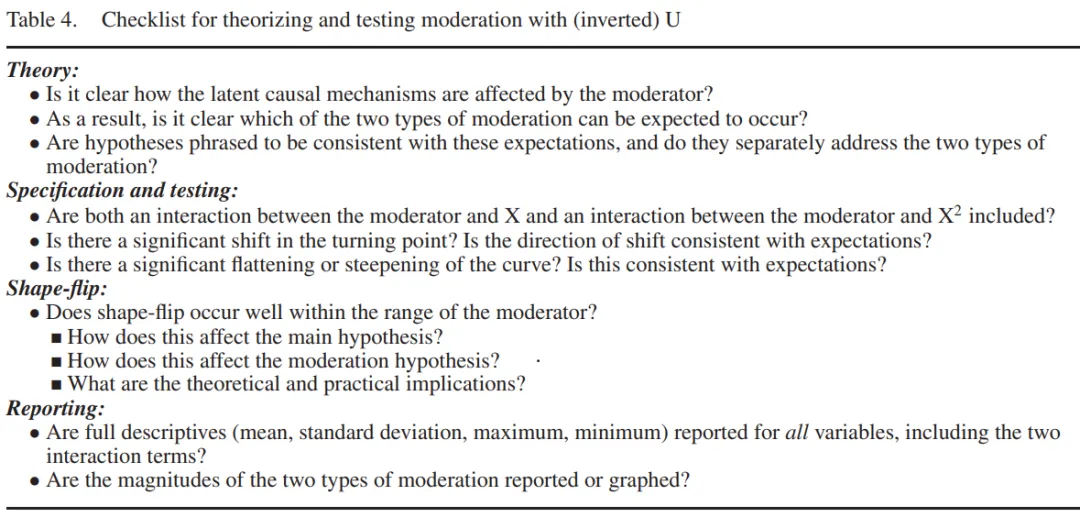 Table 4. Checklist for theorizing and testing moderation with (inverted) U
Theory:
● Is it clear how the latent causal mechanisms are affected by the moderator?
● As a result, is it clear which of the two types of moderation can be expected to occur?
● Are hypotheses phrased to be consistent with these expectations, and do they separately address the two types of
moderation?
Specification and testing:
● Are both an interaction between the moderator and X and an interaction between the moderator and X² included?
● Is there a significant shift in the turning point? Is the direction of shift consistent with expectations?
● Is there a significant flattening or steepening of the curve? Is this consistent with expectations?
Shape-flip:
● Does shape-flip occur well within the range of the moderator?
■ How does this affect the main hypothesis?
■ How does this affect the moderation hypothesis?
■ What are the theoretical and practical implications?
Reporting:
● Are full descriptives (mean, standard deviation, maximum, minimum) reported for all variables, including the two
interaction terms?
● Are the magnitudes of the two types of moderation reported or graphed?